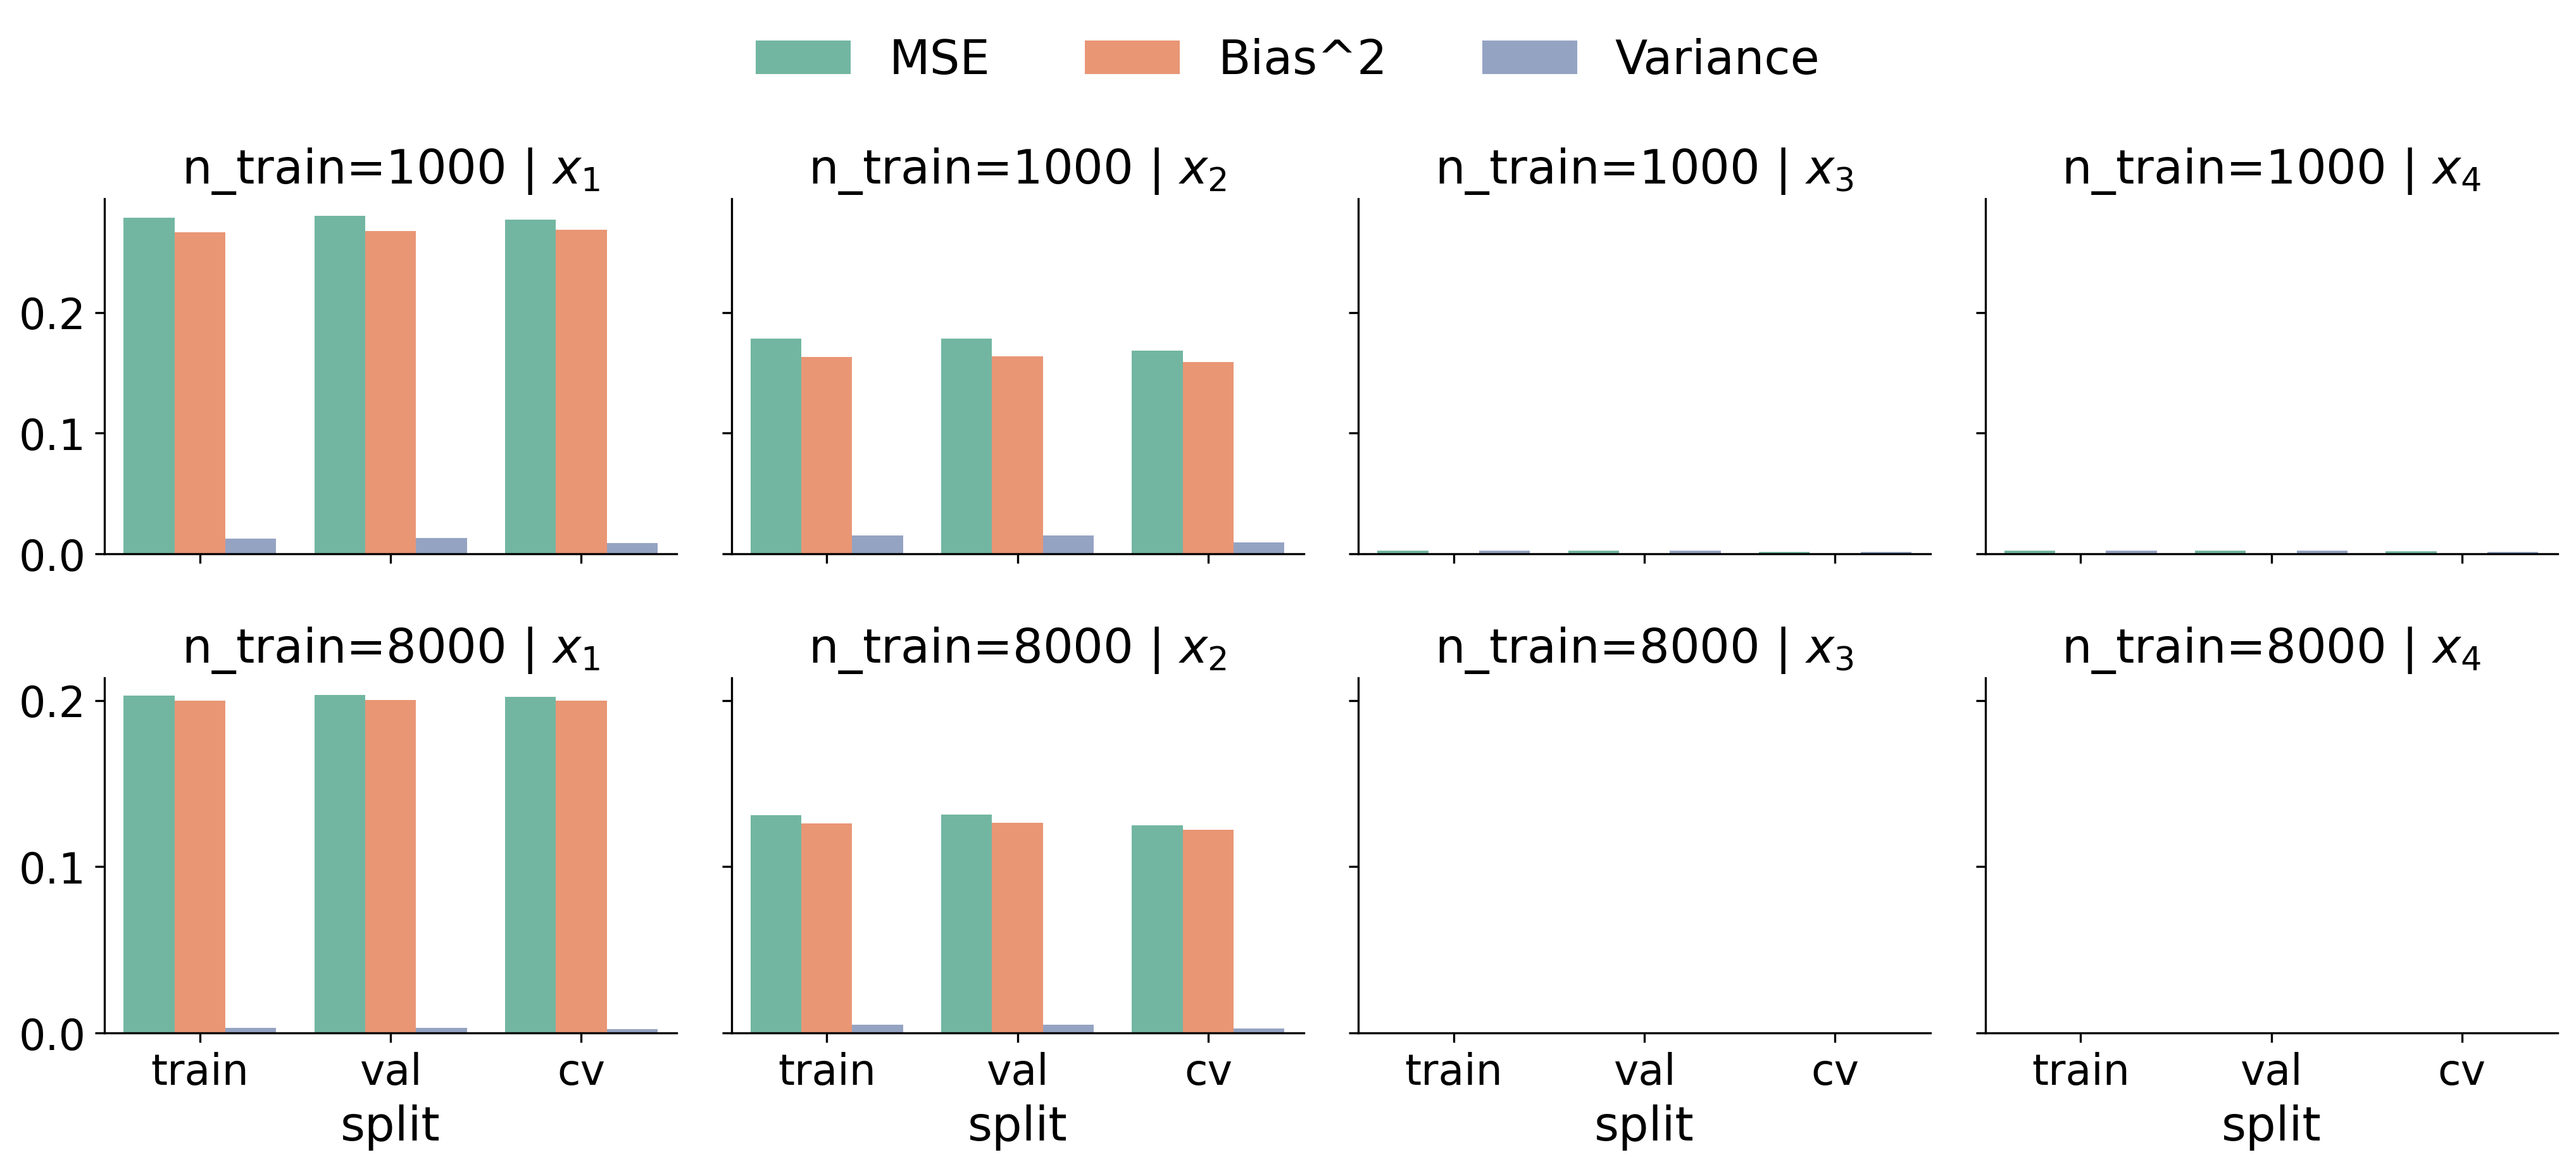 MSE Bias^2 Variance
n_train=1000 | x₁ n_train=1000 | x₂ n_train=1000 | x₃ n_train=1000 | x₄
0.2
0.1
0.0
n_train=8000 | x₁ n_train=8000 | x₂ n_train=8000 | x₃ n_train=8000 | x₄
0.2
0.1
0.0
train val cv train val cv train val cv train val cv
split split split split